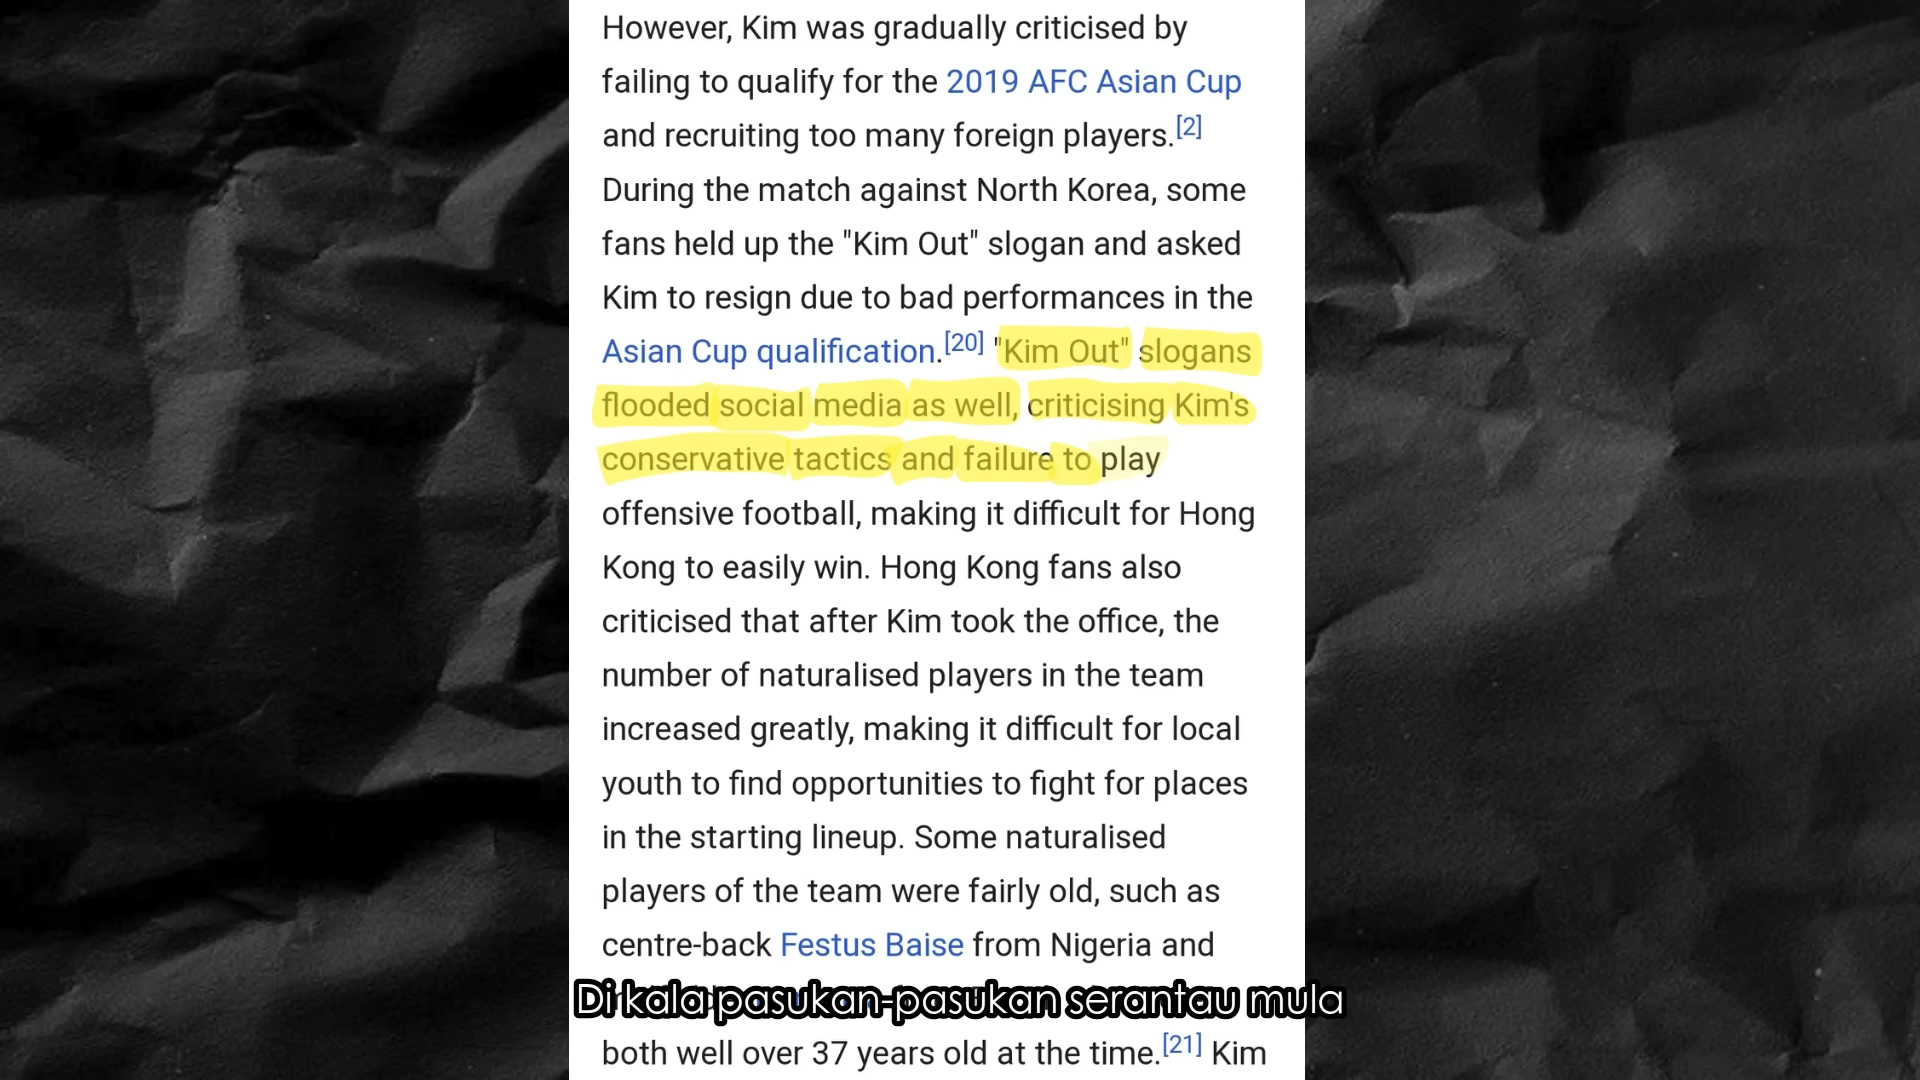 However, Kim was gradually criticised by
failing to qualify for the 2019 AFC Asian Cup
and recruiting too many foreign players.[2]
During the match against North Korea, some
fans held up the "Kim Out" slogan and asked
Kim to resign due to bad performances in the
Asian Cup qualification.[20] "Kim Out" slogans
flooded social media as well, criticising Kim's
conservative tactics and failure to play
offensive football, making it difficult for Hong
Kong to easily win. Hong Kong fans also
criticised that after Kim took the office, the
number of naturalised players in the team
increased greatly, making it difficult for local
youth to find opportunities to fight for places
in the starting lineup. Some naturalised
players of the team were fairly old, such as
centre-back Festus Baise from Nigeria and
Di kala pasukan-pasukan serantau mula
both well over 37 years old at the time.[21] Kim